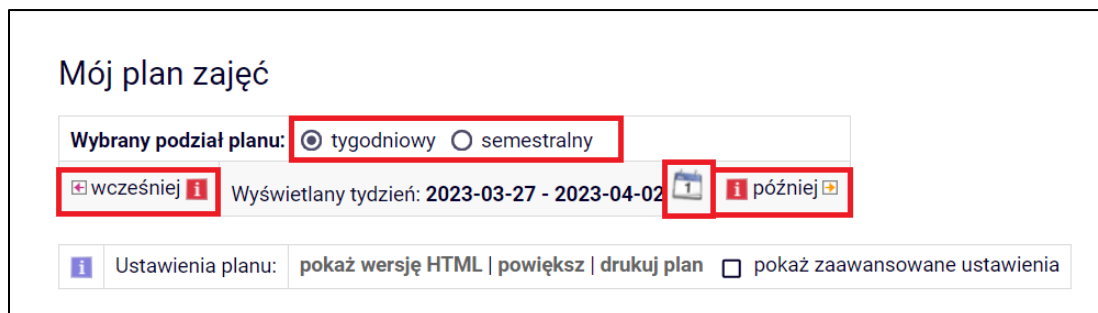 Mój plan zajęć
Wybrany podział planu: tygodniowy semestralny
wcześniej i Wyświetlany tydzień: 2023-03-27 - 2023-04-02 1 i później
i Ustawienia planu: pokaż wersję HTML | powiększ | drukuj plan pokaż zaawansowane ustawienia